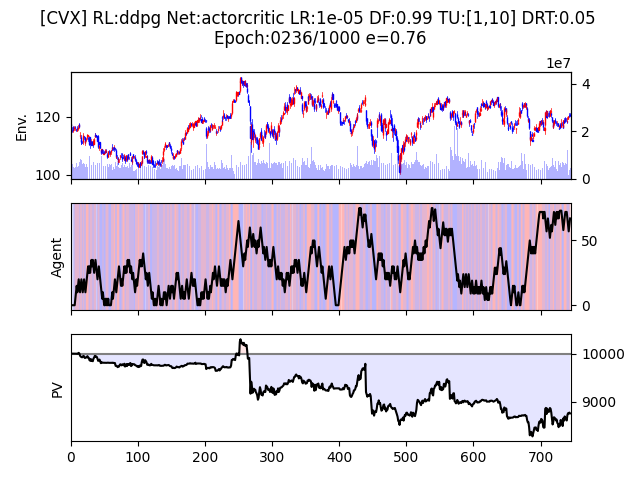 [CVX] RL:ddpg Net:actorcritic LR:1e-05 DF:0.99 TU:[1,10] DRT:0.05
Epoch:0236/1000 e=0.76
1e7
Env.
120
100
4
2
0
Agent
50
0
PV
10000
9000
0 100 200 300 400 500 600 700